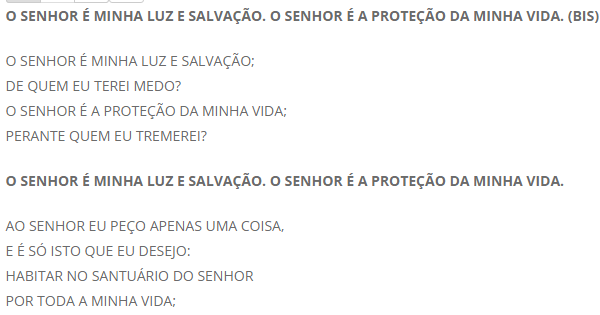 O SENHOR É MINHA LUZ E SALVAÇÃO. O SENHOR É A PROTEÇÃO DA MINHA VIDA. (BIS)
O SENHOR É MINHA LUZ E SALVAÇÃO;
DE QUEM EU TEREI MEDO?
O SENHOR É A PROTEÇÃO DA MINHA VIDA;
PERANTE QUEM EU TREMEREI?
O SENHOR É MINHA LUZ E SALVAÇÃO. O SENHOR É A PROTEÇÃO DA MINHA VIDA.
AO SENHOR EU PEÇO APENAS UMA COISA,
E É SÓ ISTO QUE EU DESEJO:
HABITAR NO SANTUÁRIO DO SENHOR
POR TODA A MINHA VIDA;